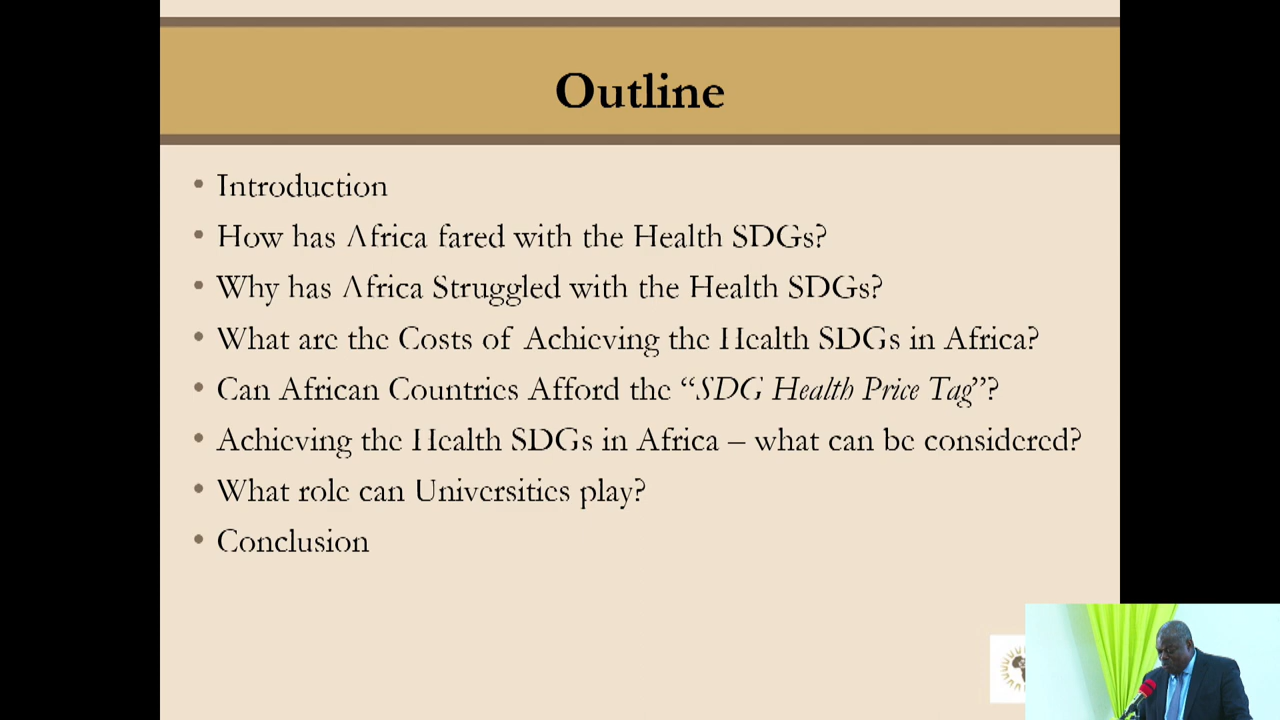 Outline
• Introduction
• How has Africa fared with the Health SDGs?
• Why has Africa Struggled with the Health SDGs?
• What are the Costs of Achieving the Health SDGs in Africa?
• Can African Countries Afford the “SDG Health Price Tag”?
• Achieving the Health SDGs in Africa – what can be considered?
• What role can Universities play?
• Conclusion